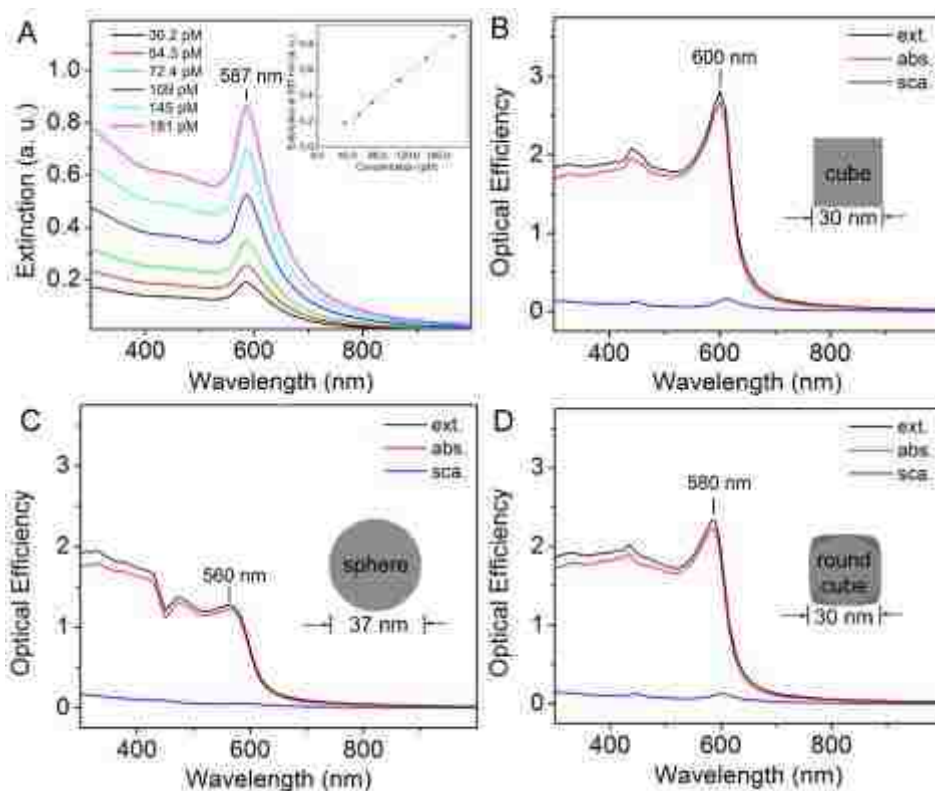 A
36.2 pM
54.3 pM
72.4 pM
109 pM
145 pM
181 pM
587 nm
Extinction (a. u.)
1.0
0.8
0.6
0.4
0.2
400
600
800
Wavelength (nm)
Concentration (pM)
B
ext.
abs.
sca.
600 nm
cube
30 nm
Optical Efficiency
3
2
1
0
400
600
800
Wavelength (nm)
C
ext.
abs.
sca.
560 nm
sphere
37 nm
Optical Efficiency
3
2
1
0
400
600
800
Wavelength (nm)
D
ext.
abs.
sca.
580 nm
round
cube
30 nm
Optical Efficiency
3
2
1
0
400
600
800
Wavelength (nm)